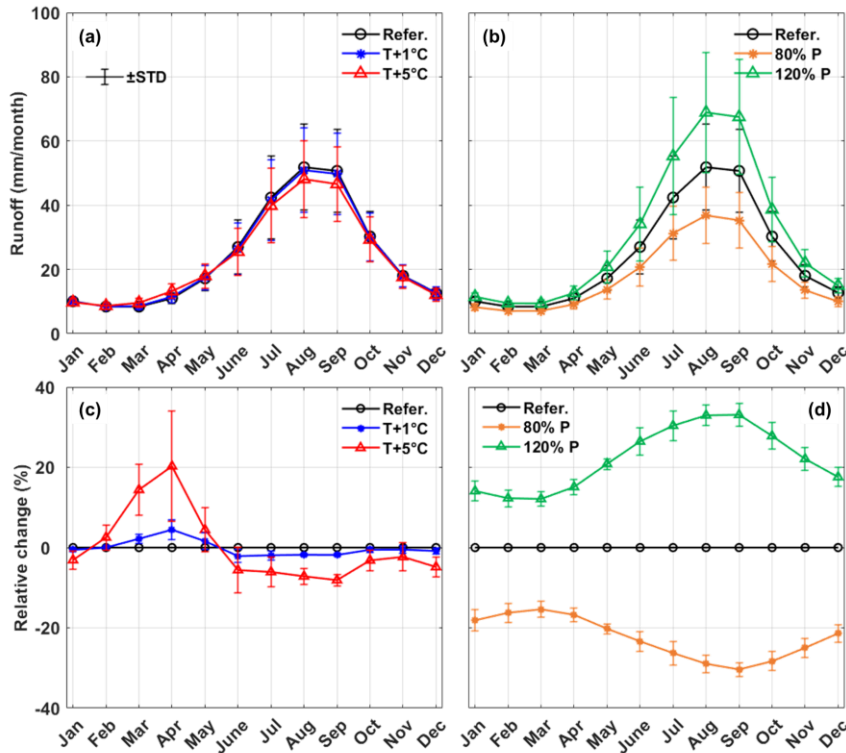 (a)
Refer.
T+1°C
T+5°C
±STD
Runoff (mm/month)
100
80
60
40
20
0
Jan Feb Mar Apr May June Jul Aug Sep Oct Nov Dec
(b)
Refer.
80% P
120% P
Jan Feb Mar Apr May June Jul Aug Sep Oct Nov Dec
(c)
Refer.
T+1°C
T+5°C
Relative change (%)
40
20
0
-20
-40
Jan Feb Mar Apr May June Jul Aug Sep Oct Nov Dec
(d)
Refer.
80% P
120% P
Jan Feb Mar Apr May June Jul Aug Sep Oct Nov Dec